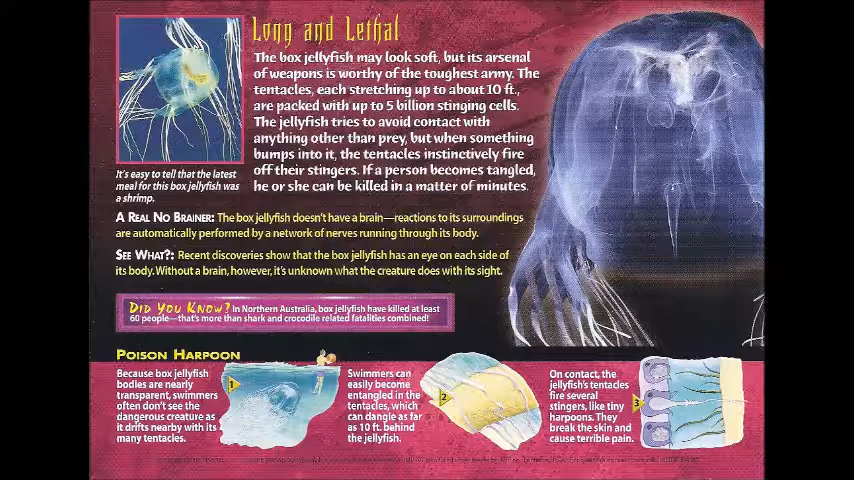 Long and Lethal
The box jellyfish may look soft, but its arsenal
of weapons is worthy of the toughest army. The
tentacles, each stretching up to about 10 ft.,
are packed with up to 5 billion stinging cells.
The jellyfish tries to avoid contact with
anything other than prey, but when something
bumps into it, the tentacles instinctively fire
off their stingers. If a person becomes tangled,
he or she can be killed in a matter of minutes.
It's easy to tell that the latest
meal for this box jellyfish was
a shrimp.
A REAL NO BRAINER: The box jellyfish doesn't have a brain—reactions to its surroundings
are automatically performed by a network of nerves running through its body.
SEE WHAT?: Recent discoveries show that the box jellyfish has an eye on each side of
its body. Without a brain, however, it's unknown what the creature does with its sight.
DID YOU KNOW? In Northern Australia, box jellyfish have killed at least
60 people—that's more than shark and crocodile related fatalities combined!
POISON HARPOON
Because box jellyfish
bodies are nearly
transparent, swimmers
often don't see the
dangerous creature as
it drifts nearby with its
many tentacles.
1
Swimmers can
easily become
entangled in the
tentacles, which
can dangle as far
as 10 ft. behind
the jellyfish.
2
On contact, the
jellyfish's tentacles
fire several
stingers, like tiny
harpoons. They
break the skin and
cause terrible pain.
3